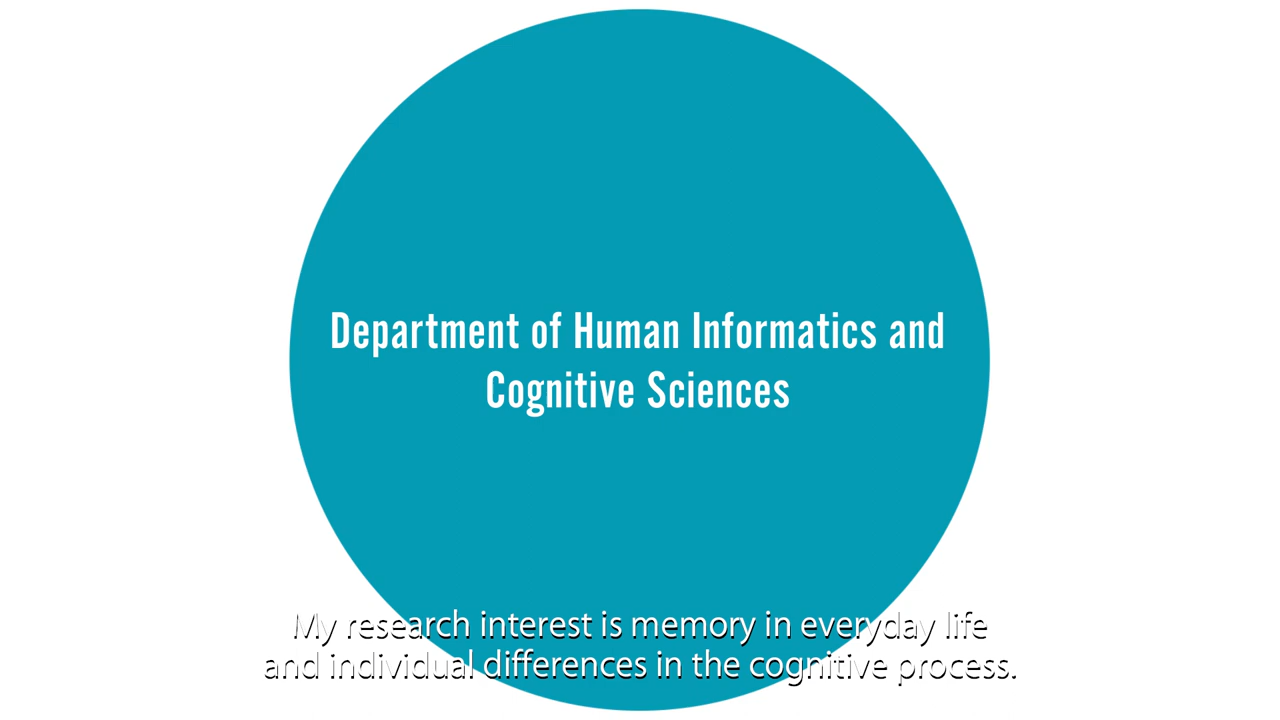 Department of Human Informatics and
Cognitive Sciences
My research interest is memory in everyday life
and individual differences in the cognitive process.